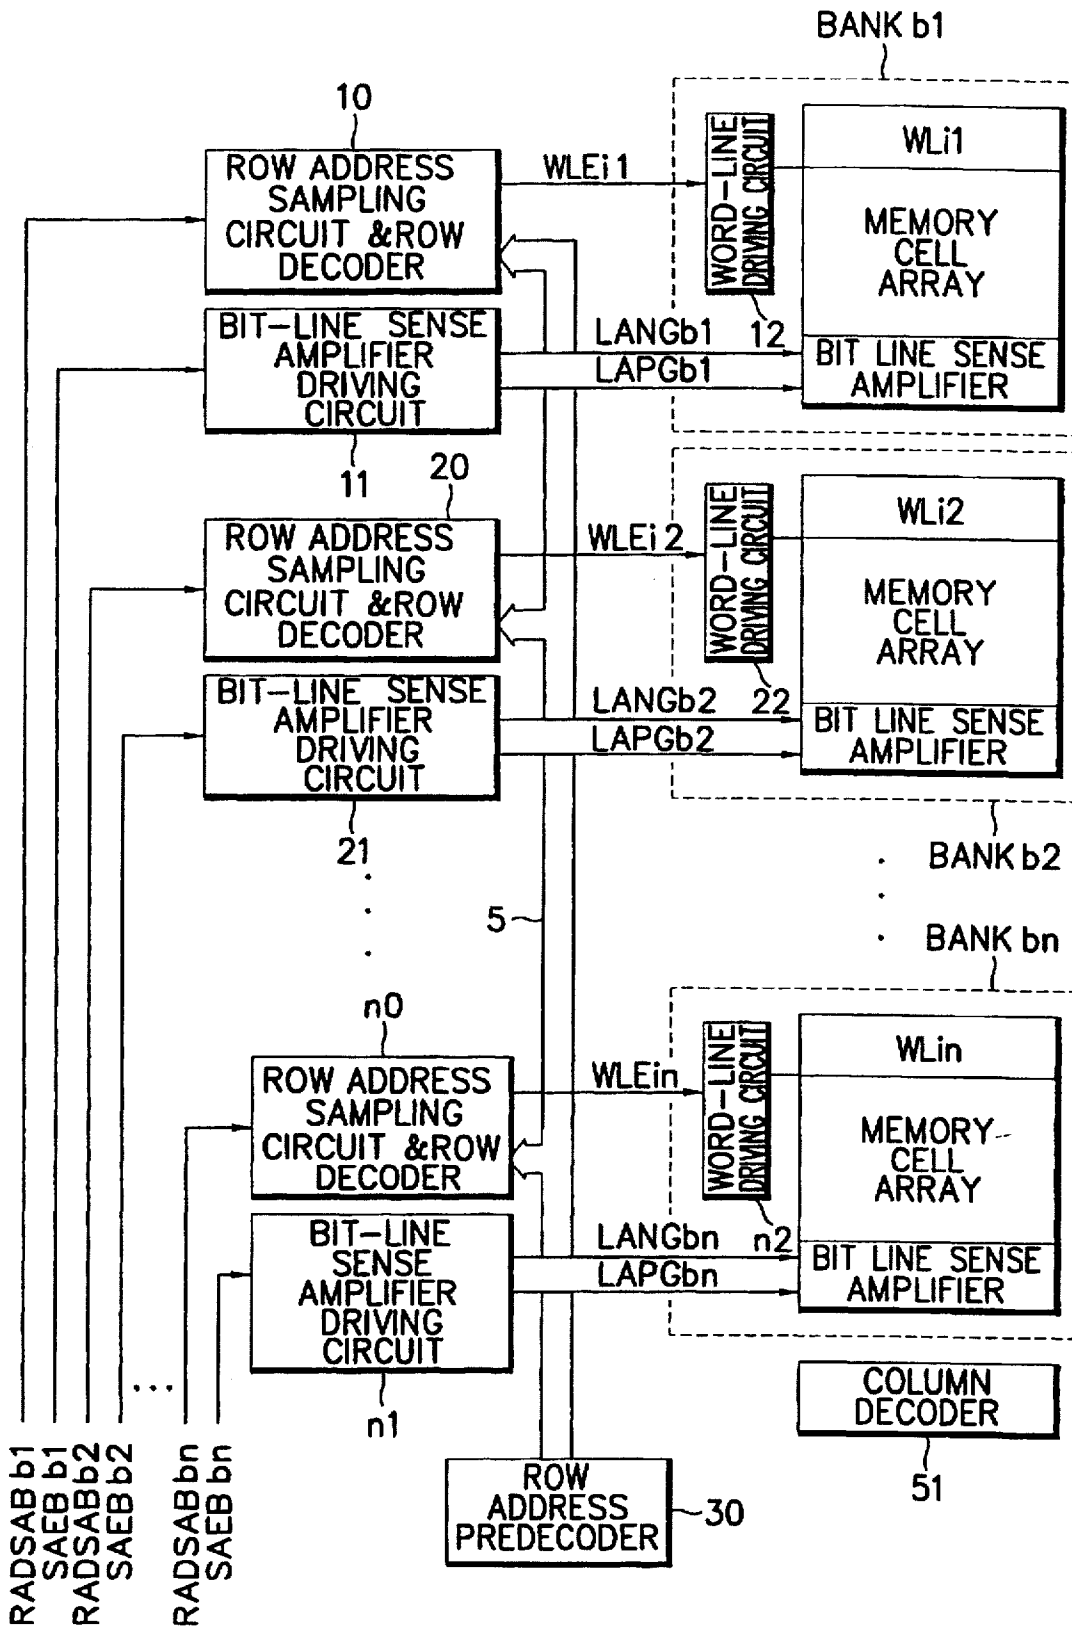 BANK b1
10
ROW ADDRESS
SAMPLING
CIRCUIT &ROW
DECODER
WLEi1
WORD-LINE
DRIVING CIRCUIT
12
WLi1
MEMORY
CELL
ARRAY
BIT-LINE SENSE
AMPLIFIER
DRIVING
CIRCUIT
11
LANGb1
LAPGb1
BIT LINE SENSE
AMPLIFIER
20
ROW ADDRESS
SAMPLING
CIRCUIT &ROW
DECODER
WLEi2
WORD-LINE
DRIVING CIRCUIT
22
WLi2
MEMORY
CELL
ARRAY
BIT-LINE SENSE
AMPLIFIER
DRIVING
CIRCUIT
21
LANGb2
LAPGb2
BIT LINE SENSE
AMPLIFIER
BANK b2
5
BANK bn
n0
ROW ADDRESS
SAMPLING
CIRCUIT &ROW
DECODER
WLEin
WORD-LINE
DRIVING CIRCUIT
n2
WLin
MEMORY
CELL
ARRAY
BIT-LINE
SENSE
AMPLIFIER
DRIVING
CIRCUIT
n1
LANGbn
LAPGbn
BIT LINE SENSE
AMPLIFIER
COLUMN
DECODER
51
ROW
ADDRESS
PREDECODER
30
RADSAB b1
SAEB b1
RADSAB b2
SAEB b2
...
RADSAB bn
SAEB bn